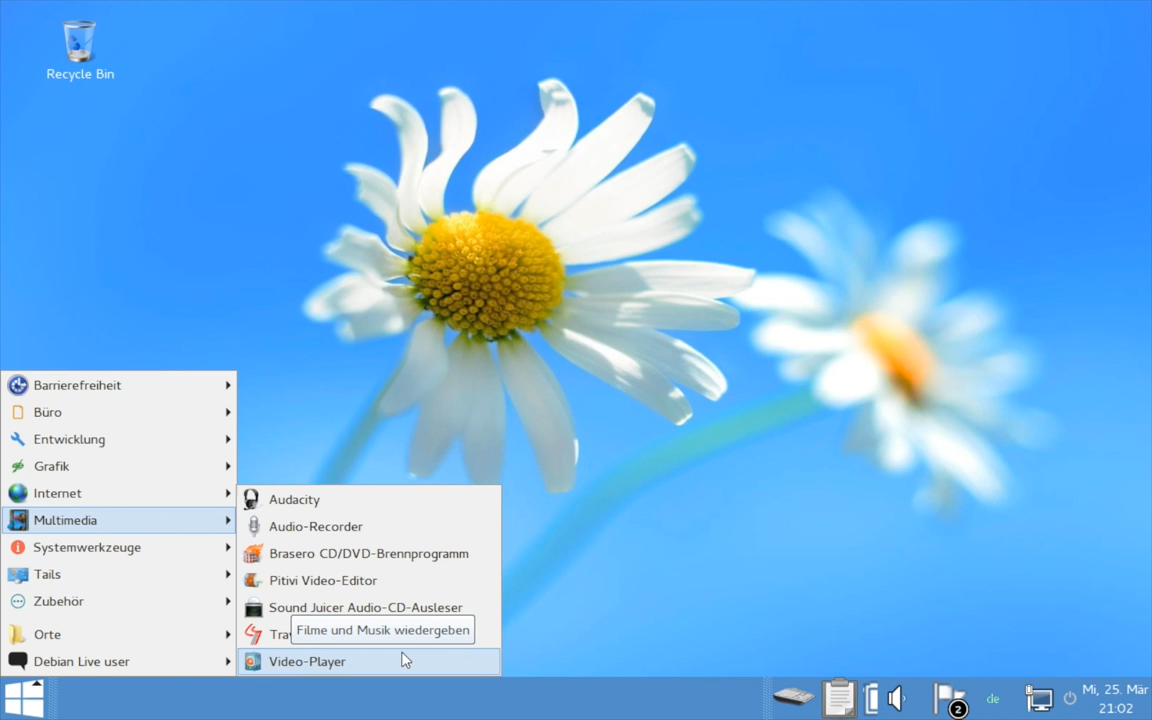 Recycle Bin
Barrierefreiheit
Büro
Entwicklung
Grafik
Internet
Multimedia
Systemwerkzeuge
Tails
Zubehör
Orte
Debian Live user
Audacity
Audio-Recorder
Brasero CD/DVD-Brennprogramm
Pitivi Video-Editor
Sound Juicer Audio-CD-Ausleser
Filme und Musik wiedergeben
Video-Player
2
de
Mi, 25. Mär
21:02